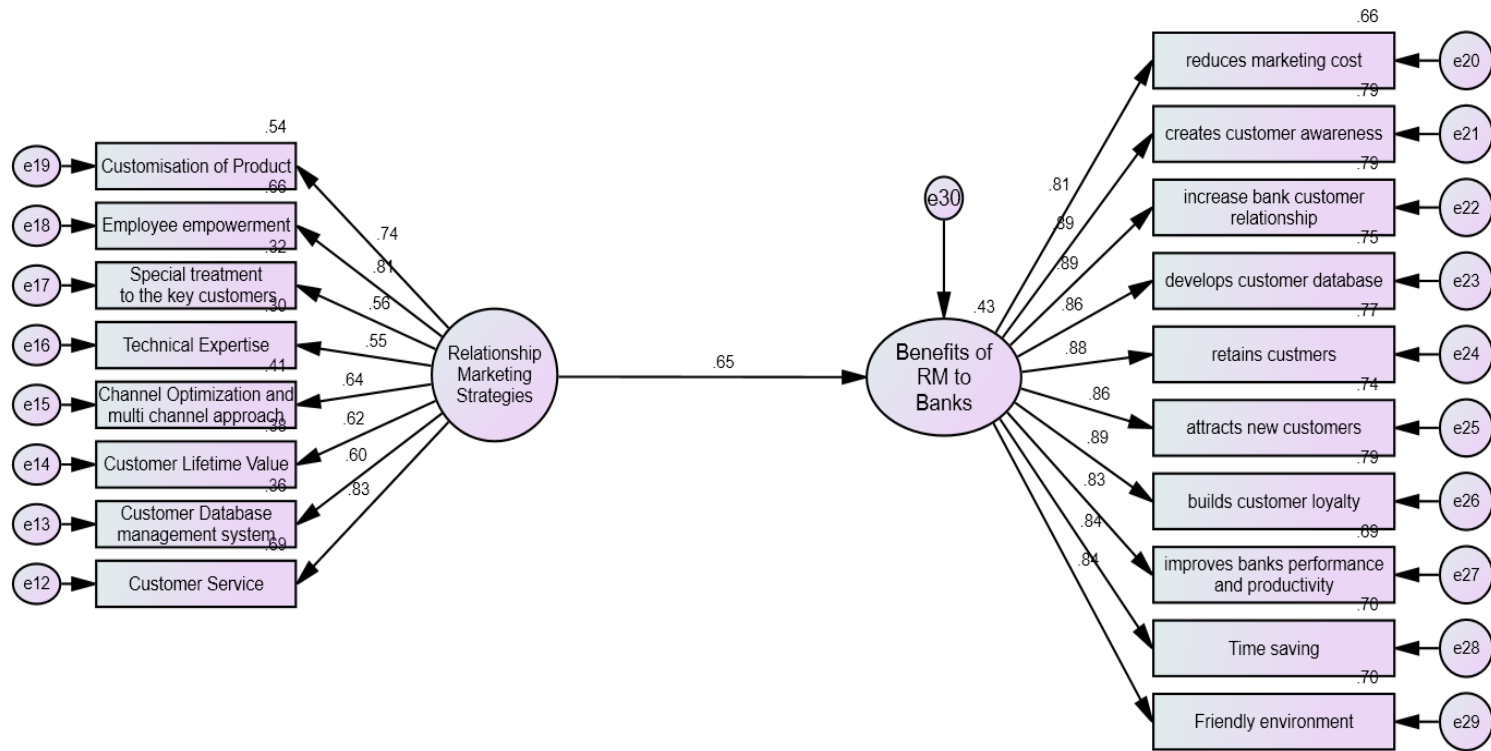 .54
e19
Customisation of Product
.66
e18
Employee empowerment
.32
e17
Special treatment
to the key customers
.30
e16
Technical Expertise
.41
e15
Channel Optimization and
multi channel approach
.38
e14
Customer Lifetime Value
.36
e13
Customer Database
management system
.69
e12
Customer Service
.74
.81
.56
.55
.64
.62
.60
.83
Relationship
Marketing
Strategies
.65
e30
.43
Benefits of
RM to
Banks
.81
.89
.89
.86
.88
.86
.89
.83
.84
.84
.66
reduces marketing cost
e20
.79
creates customer awareness
e21
.79
increase bank customer
relationship
e22
.75
develops customer database
e23
.77
retains custmers
e24
.74
attracts new customers
e25
.79
builds customer loyalty
e26
.69
improves banks performance
and productivity
e27
.70
Time saving
e28
.70
Friendly environment
e29